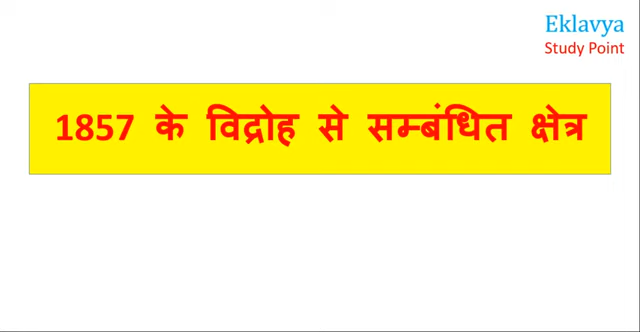 Eklavya
Study Point
1857 के विद्रोह से सम्बंधित क्षेत्र